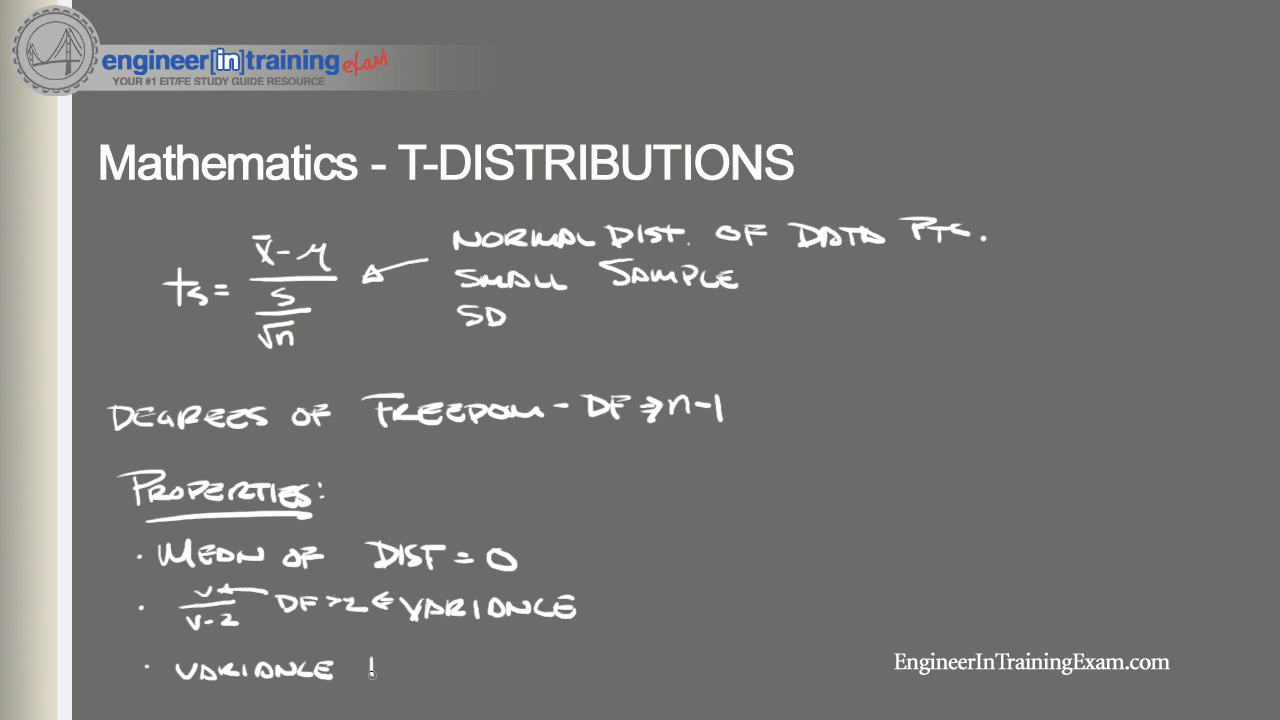 engineer[in]training exam
YOUR #1 EIT/FE STUDY GUIDE RESOURCE
Mathematics - T-DISTRIBUTIONS
ts = (x̄ - μ) / (s / √n) ← NORMAL DIST. OF DATA PTS.
SMALL SAMPLE
SD
DEGREES OF FREEDOM - DF ⇒ n-1
PROPERTIES:
· MEAN OF DIST = 0
· v / (v-2) ← DF > 2 ← VARIANCE
· VARIANCE
EngineerInTrainingExam.com